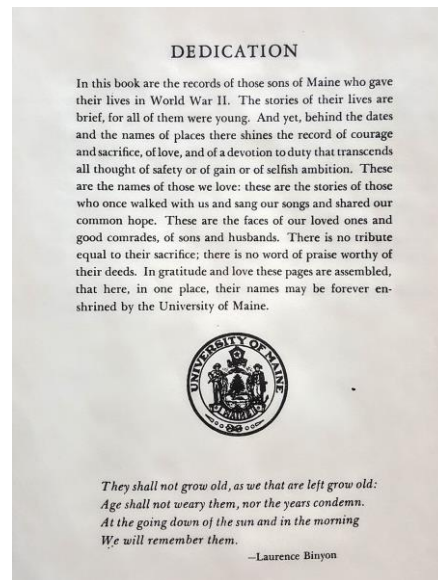 DEDICATION
In this book are the records of those sons of Maine who gave
their lives in World War II. The stories of their lives are
brief, for all of them were young. And yet, behind the dates
and the names of places there shines the record of courage
and sacrifice, of love, and of a devotion to duty that transcends
all thought of safety or of gain or of selfish ambition. These
are the names of those we love: these are the stories of those
who once walked with us and sang our songs and shared our
common hope. These are the faces of our loved ones and
good comrades, of sons and husbands. There is no tribute
equal to their sacrifice; there is no word of praise worthy of
their deeds. In gratitude and love these pages are assembled,
that here, in one place, their names may be forever en-
shrined by the University of Maine.
UNIVERSITY OF MAINE
They shall not grow old, as we that are left grow old:
Age shall not weary them, nor the years condemn.
At the going down of the sun and in the morning
We will remember them.
—Laurence Binyon